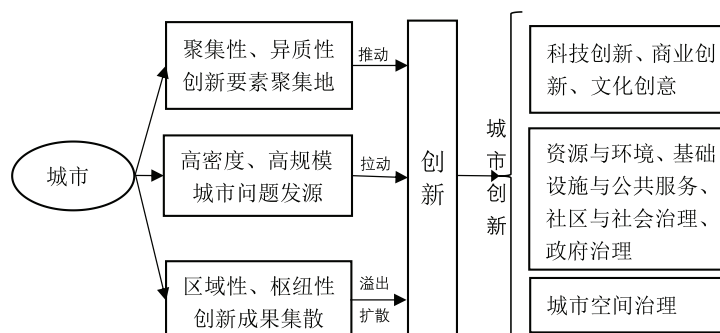 城市
聚集性、异质性
创新要素聚集地
推动
高密度、高规模
城市问题发源
拉动
区域性、枢纽性
创新成果集散
溢出
扩散
创
新
城
市
创
新
科技创新、商业创
新、文化创意
资源与环境、基础
设施与公共服务、
社区与社会治理、
政府治理
城市空间治理